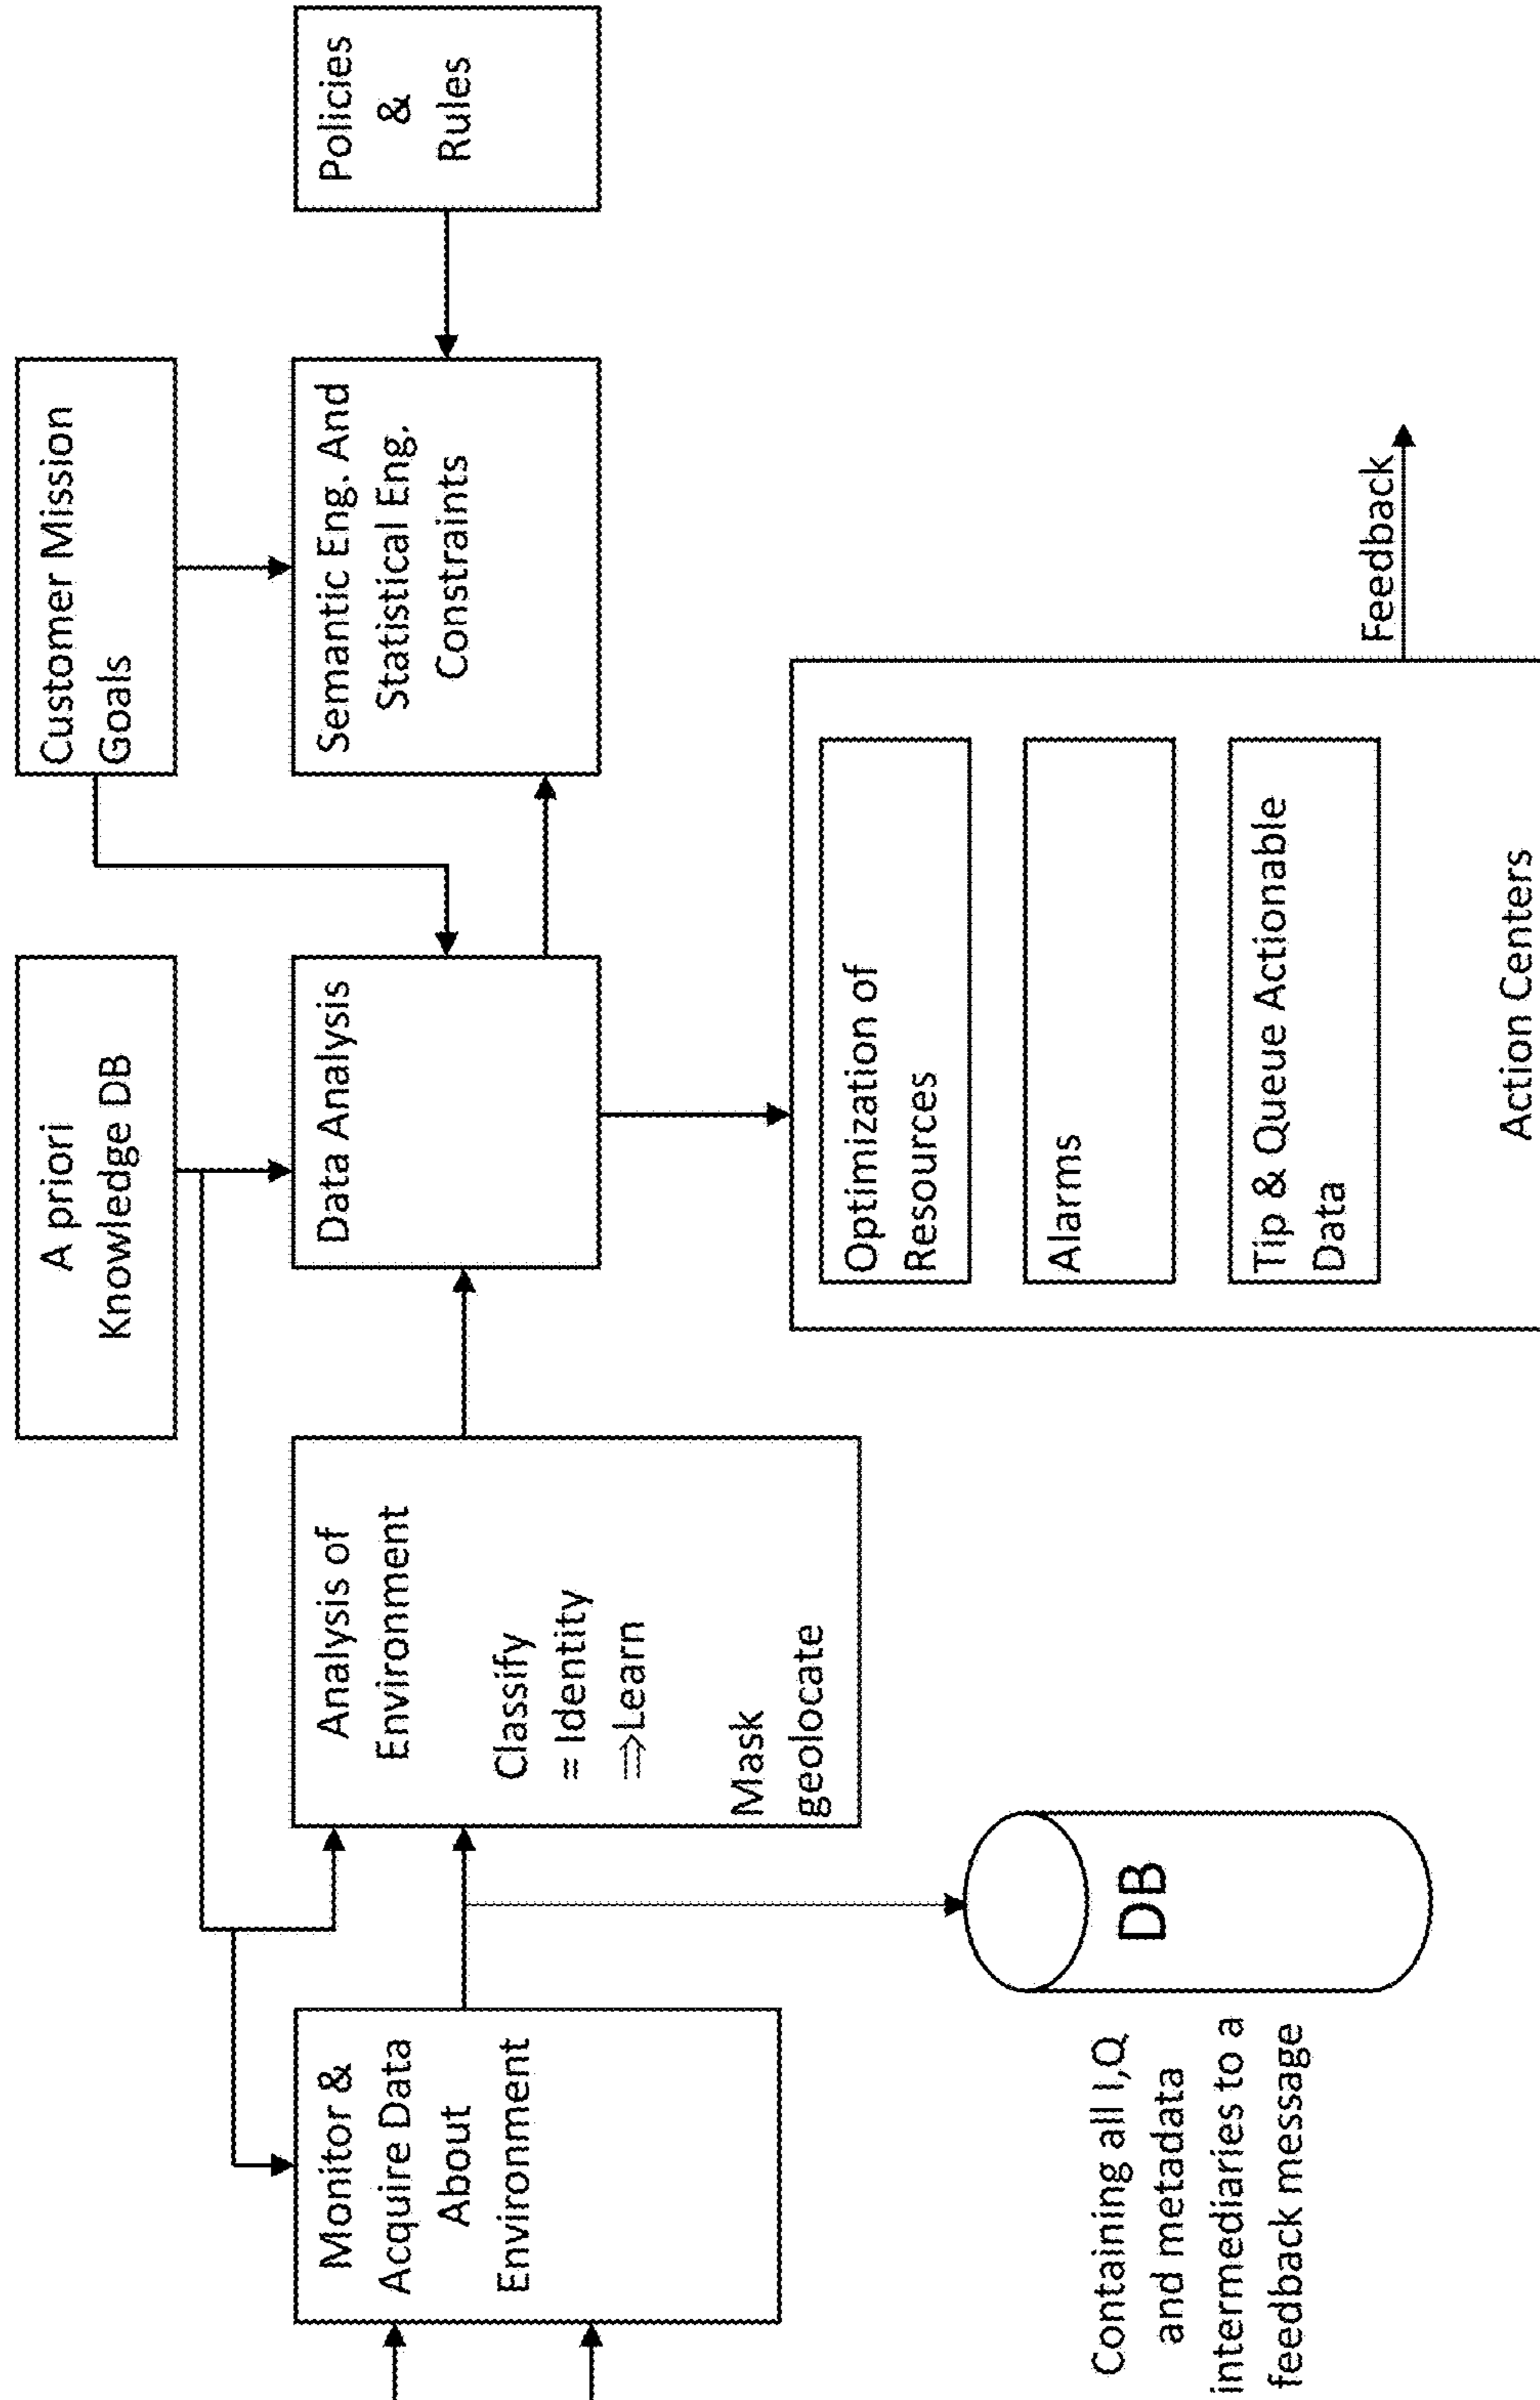 A priori
Knowledge DB
Customer Mission
Goals
Monitor &
Acquire Data
About
Environment
Analysis of
Environment
Classify
= Identity
⇒Learn
Mask
geolocate
Data Analysis
Semantic Eng. And
Statistical Eng.
Constraints
Policies
&
Rules
Containing all I,Q
and metadata
intermediaries to a
feedback message
DB
Optimization of
Resources
Alarms
Tip & Queue Actionable
Data
Action Centers
Feedback